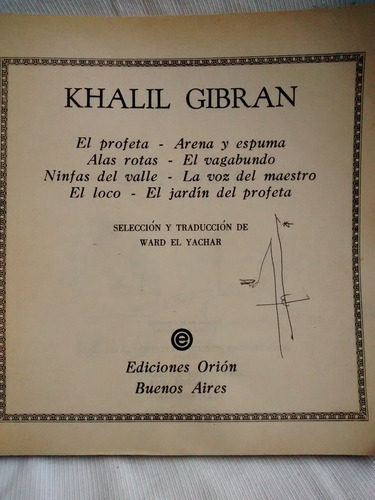 KHALIL GIBRAN
El profeta - Arena y espuma
Alas rotas - El vagabundo
Ninfas del valle - La voz del maestro
El loco - El jardín del profeta
SELECCIÓN Y TRADUCCIÓN DE
WARD EL YACHAR
Ediciones Orión
Buenos Aires